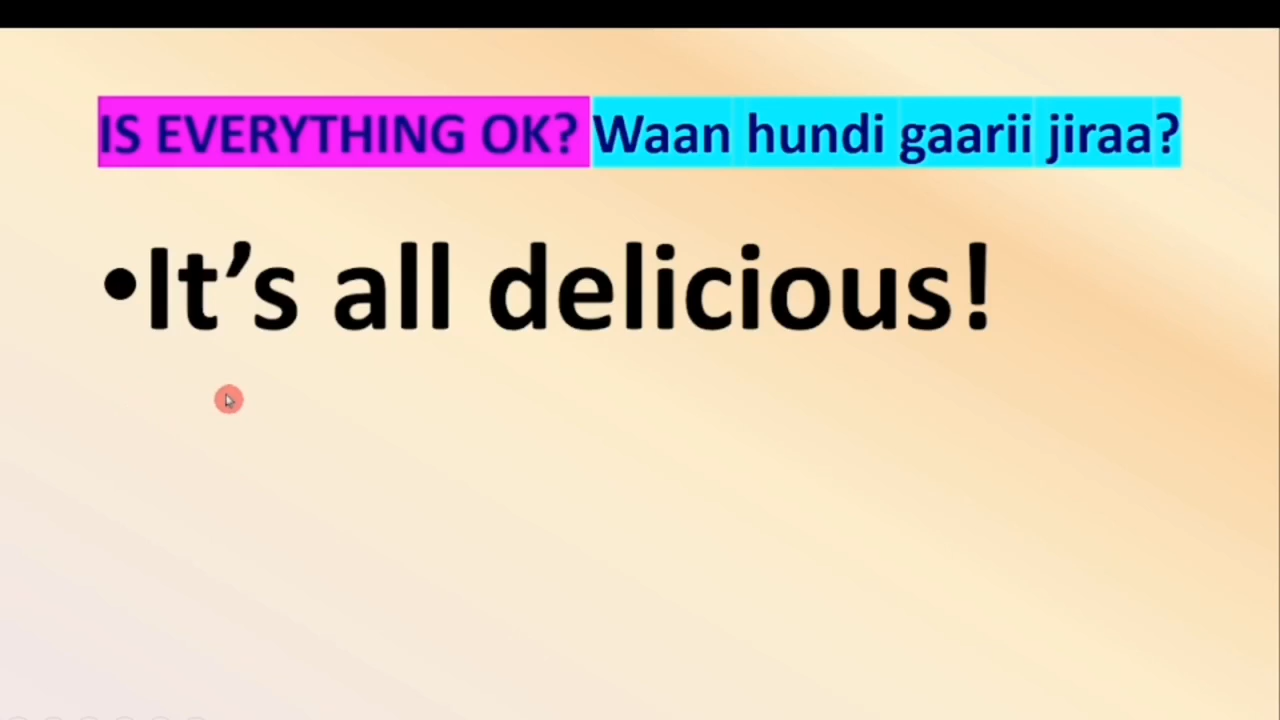 IS EVERYTHING OK? Waan hundi gaarii jiraa?
•It’s all delicious!